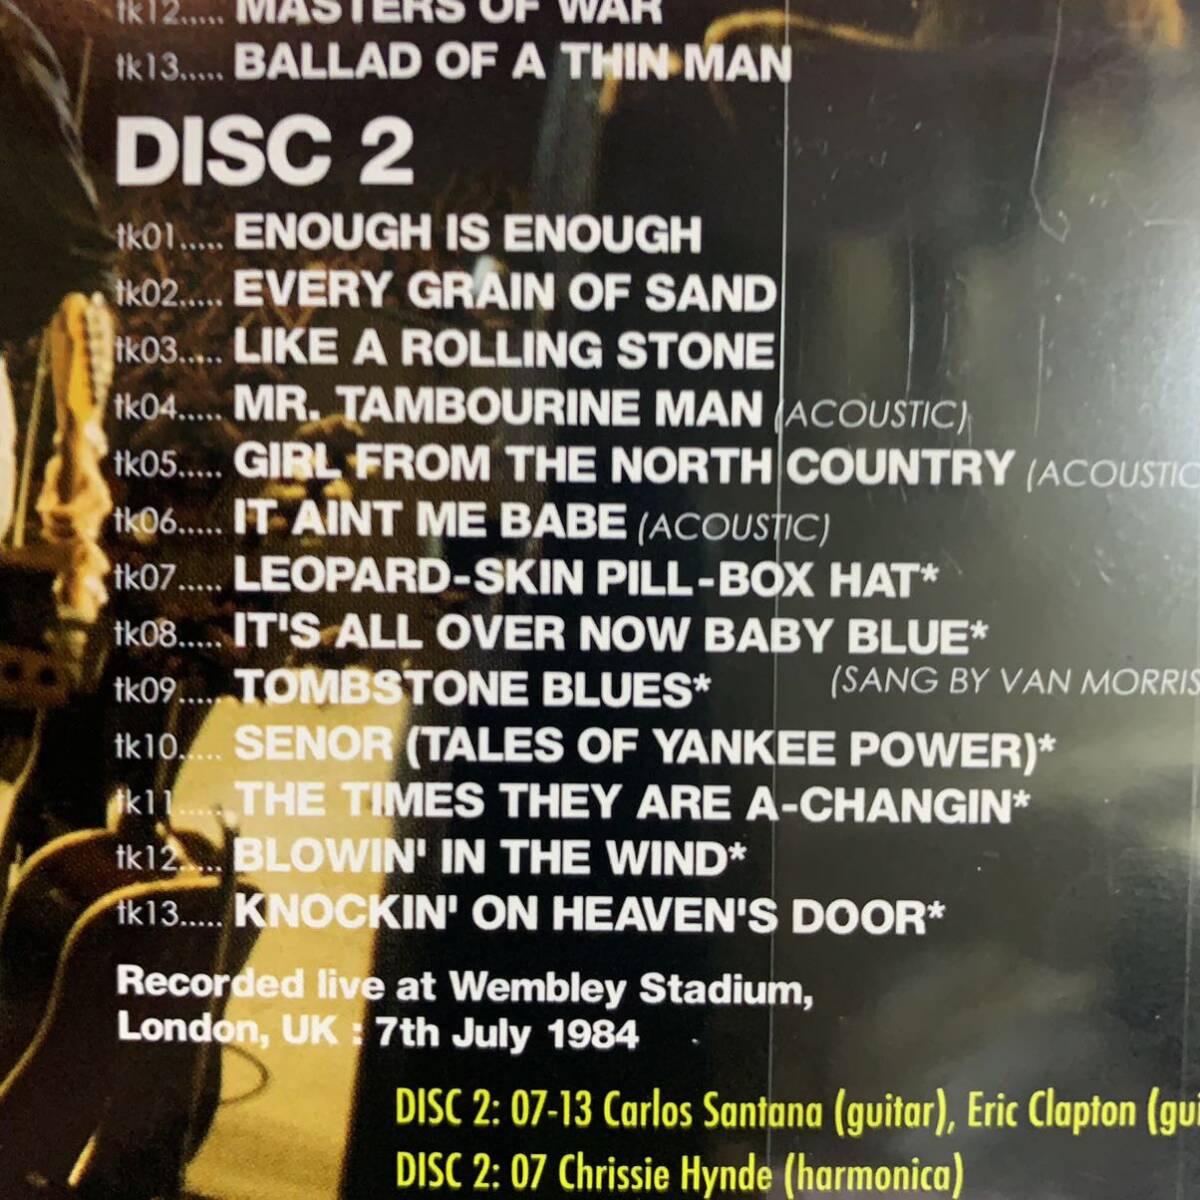 tk12..... MASTERS OF WAR
tk13..... BALLAD OF A THIN MAN
DISC 2
tk01..... ENOUGH IS ENOUGH
tk02..... EVERY GRAIN OF SAND
tk03..... LIKE A ROLLING STONE
tk04..... MR. TAMBOURINE MAN (ACOUSTIC)
tk05..... GIRL FROM THE NORTH COUNTRY (ACOUSTIC
tk06..... IT AINT ME BABE (ACOUSTIC)
tk07..... LEOPARD-SKIN PILL-BOX HAT*
tk08..... IT'S ALL OVER NOW BABY BLUE*
(SANG BY VAN MORRIS
tk09..... TOMBSTONE BLUES*
tk10..... SENOR (TALES OF YANKEE POWER)*
tk11..... THE TIMES THEY ARE A-CHANGIN*
tk12..... BLOWIN' IN THE WIND*
tk13..... KNOCKIN' ON HEAVEN'S DOOR*
Recorded live at Wembley Stadium,
London, UK : 7th July 1984
DISC 2: 07-13 Carlos Santana (guitar), Eric Clapton (gui
DISC 2: 07 Chrissie Hynde (harmonica)